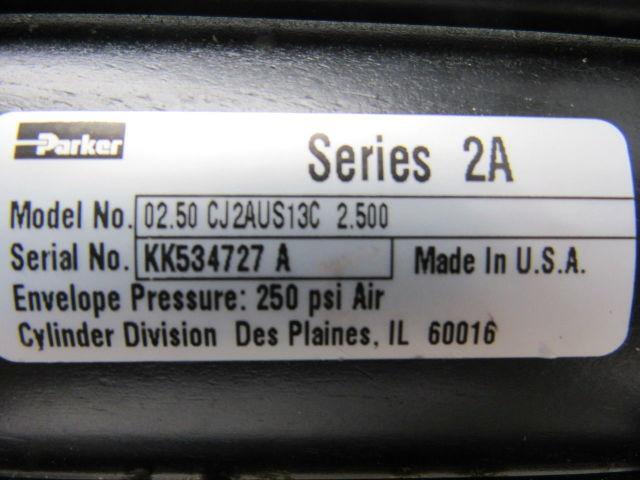 Parker
Series 2A
Model No. 02.50 CJ2AUS13C 2.500
Serial No. KK534727 A Made In U.S.A.
Envelope Pressure: 250 psi Air
Cylinder Division Des Plaines, IL 60016